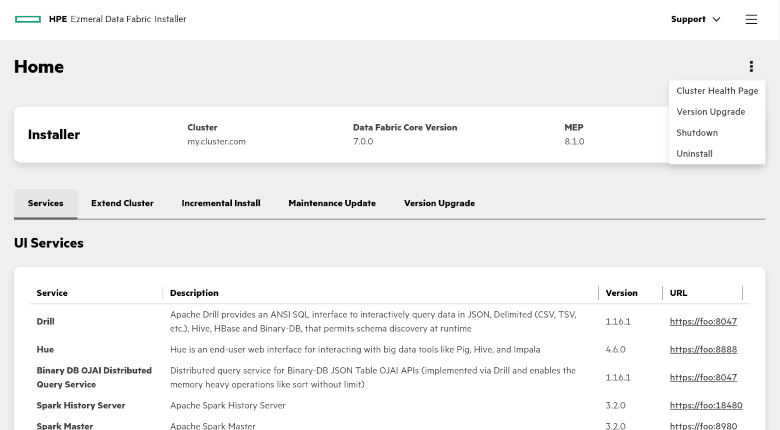 HPE Ezmeral Data Fabric Installer
Support
Home
Cluster Health Page
Version Upgrade
Shutdown
Uninstall
Installer
Cluster
my.cluster.com
Data Fabric Core Version
7.0.0
MEP
8.1.0
Services
Extend Cluster
Incremental Install
Maintenance Update
Version Upgrade
UI Services
Service
Description
Version
URL
Drill
Apache Drill provides an ANSI SQL interface to interactively query data in JSON, Delimited (CSV, TSV,
etc.), Hive, HBase and Binary-DB, that permits schema discovery at runtime
1.16.1
https://foo:8047
Hue
Hue is an end-user web interface for interacting with big data tools like Pig, Hive, and Impala
4.6.0
https://foo:8888
Binary DB OJAI Distributed
Query Service
Distributed query service for Binary-DB JSON Table OJAI APIs (implemented via Drill and enables the
memory heavy operations like sort without limit)
1.16.1
https://foo:8047
Spark History Server
Apache Spark History Server
3.2.0
https://foo:18480
Spark Master
Apache Spark Master
3.2.0
https://foo:8980